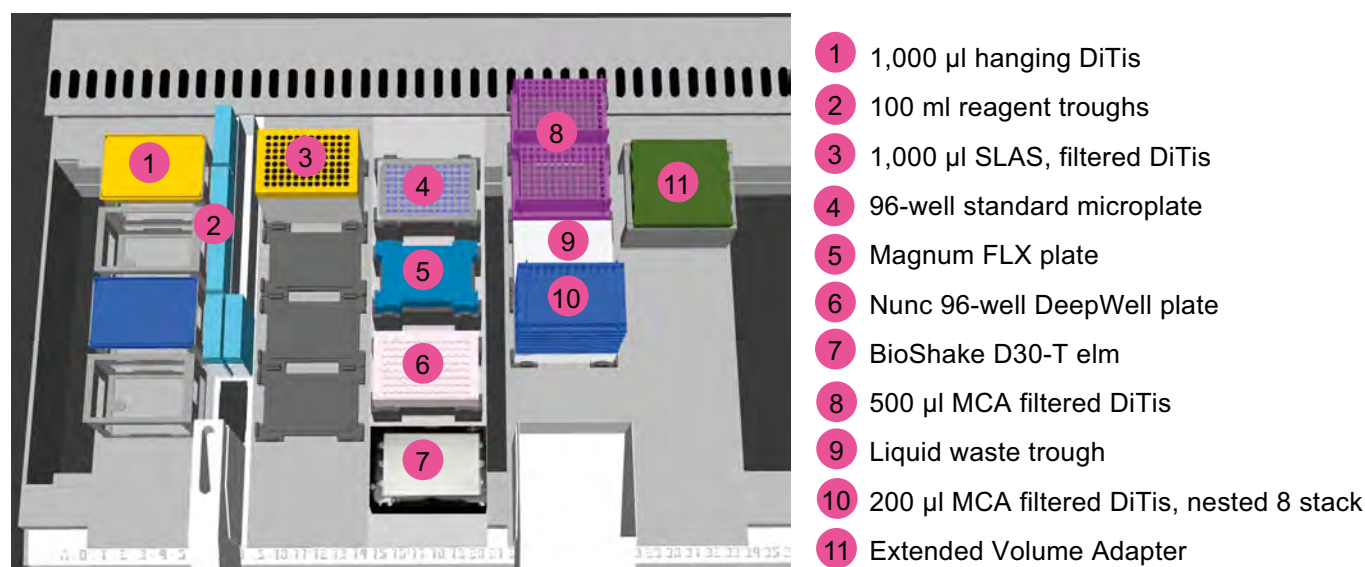 1
2
3
4
5
6
7
8
9
10
11
1 1,000 µl hanging DiTis
2 100 ml reagent troughs
3 1,000 µl SLAS, filtered DiTis
4 96-well standard microplate
5 Magnum FLX plate
6 Nunc 96-well DeepWell plate
7 BioShake D30-T elm
8 500 µl MCA filtered DiTis
9 Liquid waste trough
10 200 µl MCA filtered DiTis, nested 8 stack
11 Extended Volume Adapter